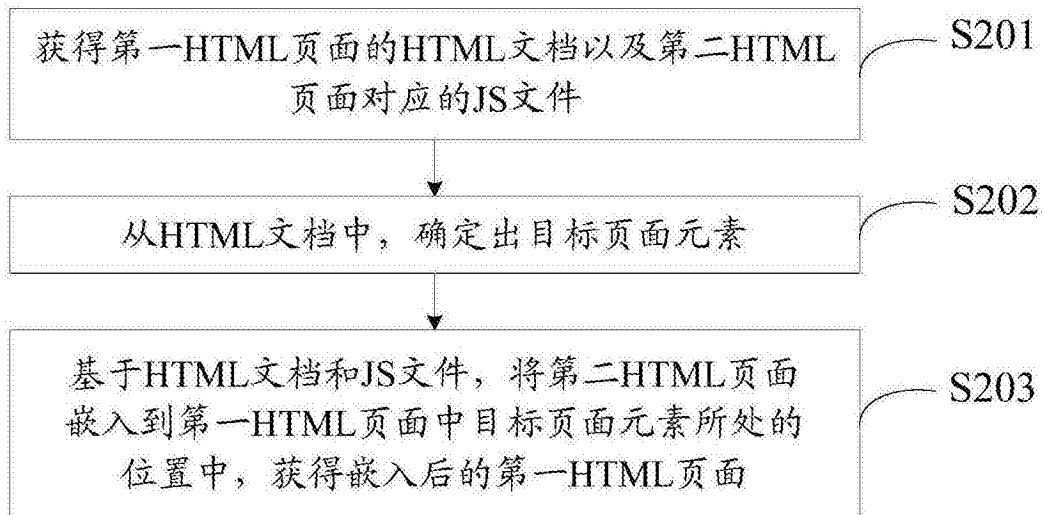 获得第一HTML页面的HTML文档以及第二HTML
页面对应的JS文件
S201
从HTML文档中，确定出目标页面元素
S202
基于HTML文档和JS文件，将第二HTML页面
嵌入到第一HTML页面中目标页面元素所处的
位置中，获得嵌入后的第一HTML页面
S203